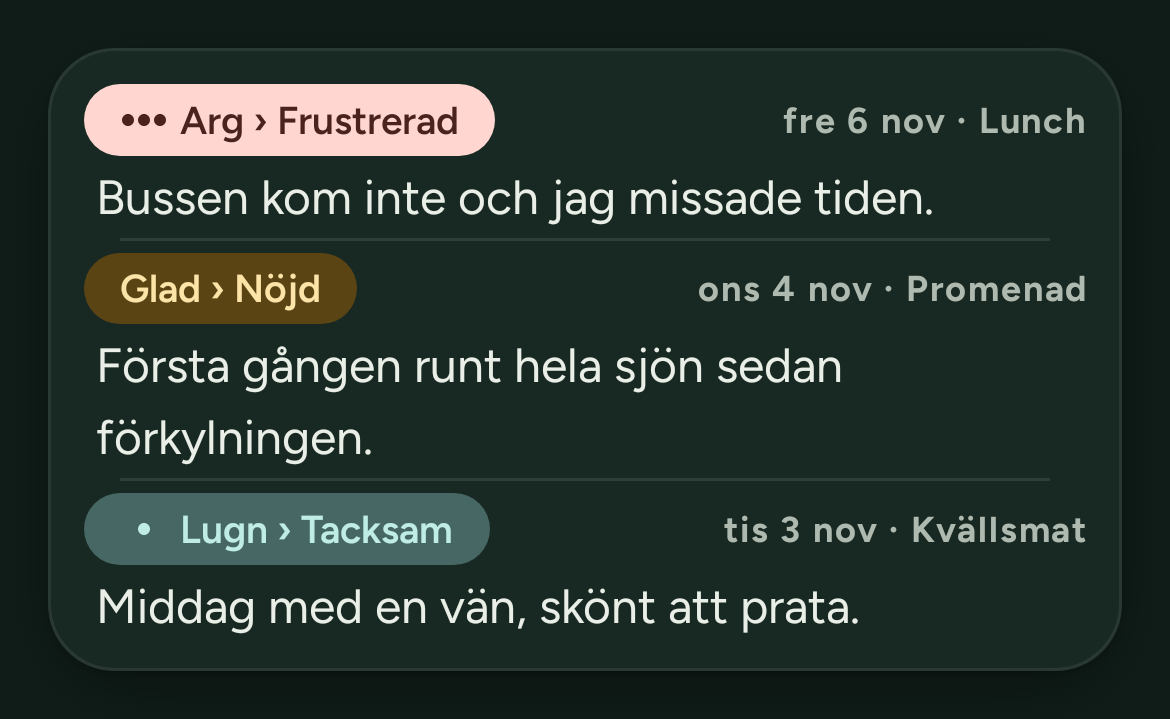 ••• Arg › Frustrerad fre 6 nov · Lunch
Bussen kom inte och jag missade tiden.
Glad › Nöjd ons 4 nov · Promenad
Första gången runt hela sjön sedan
förkylningen.
• Lugn › Tacksam tis 3 nov · Kvällsmat
Middag med en vän, skönt att prata.